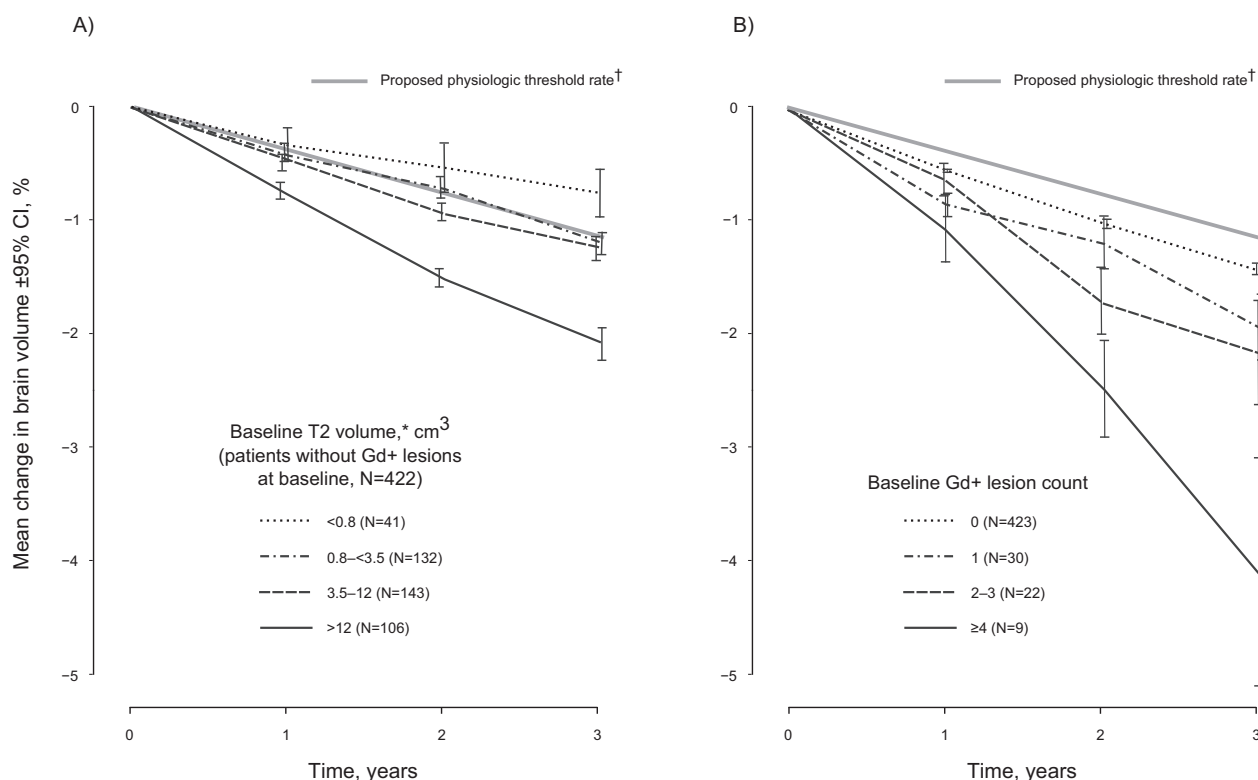 A)
Proposed physiologic threshold rate†
0
−1
−2
−3
−4
−5
Mean change in brain volume ±95% CI, %
Baseline T2 volume,* cm3
(patients without Gd+ lesions
at baseline, N=422)
<0.8 (N=41)
0.8–<3.5 (N=132)
3.5–12 (N=143)
>12 (N=106)
0 1 2 3
Time, years
B)
Proposed physiologic threshold rate†
0
−1
−2
−3
−4
−5
Baseline Gd+ lesion count
0 (N=423)
1 (N=30)
2–3 (N=22)
≥4 (N=9)
0 1 2 3
Time, years